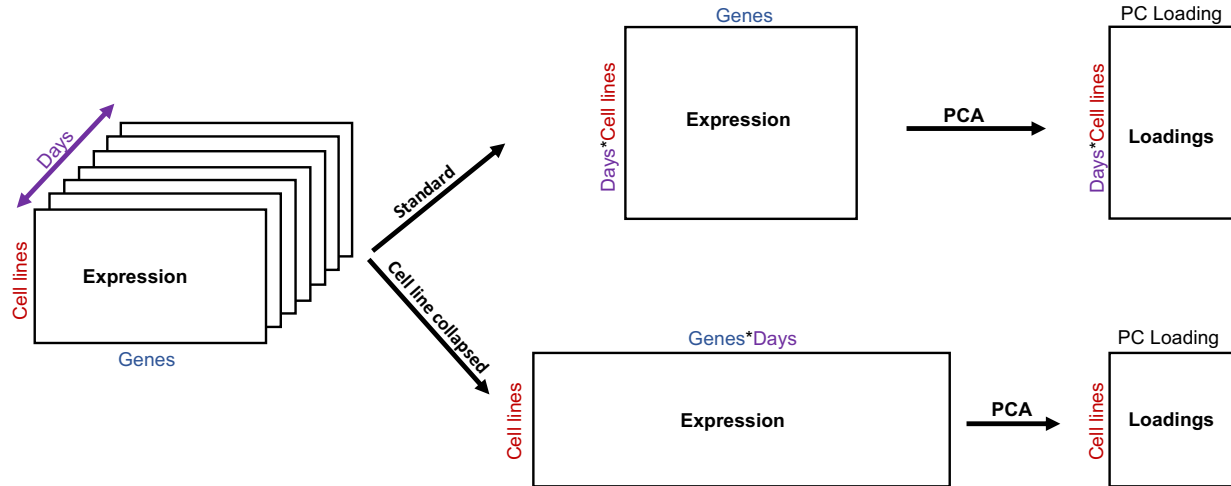 Days
Cell lines
Expression
Genes
Standard
Cell line collapsed
Genes
Days*Cell lines
Expression
PCA
PC Loading
Days*Cell lines
Loadings
Genes*Days
Cell lines
Expression
PCA
PC Loading
Cell lines
Loadings